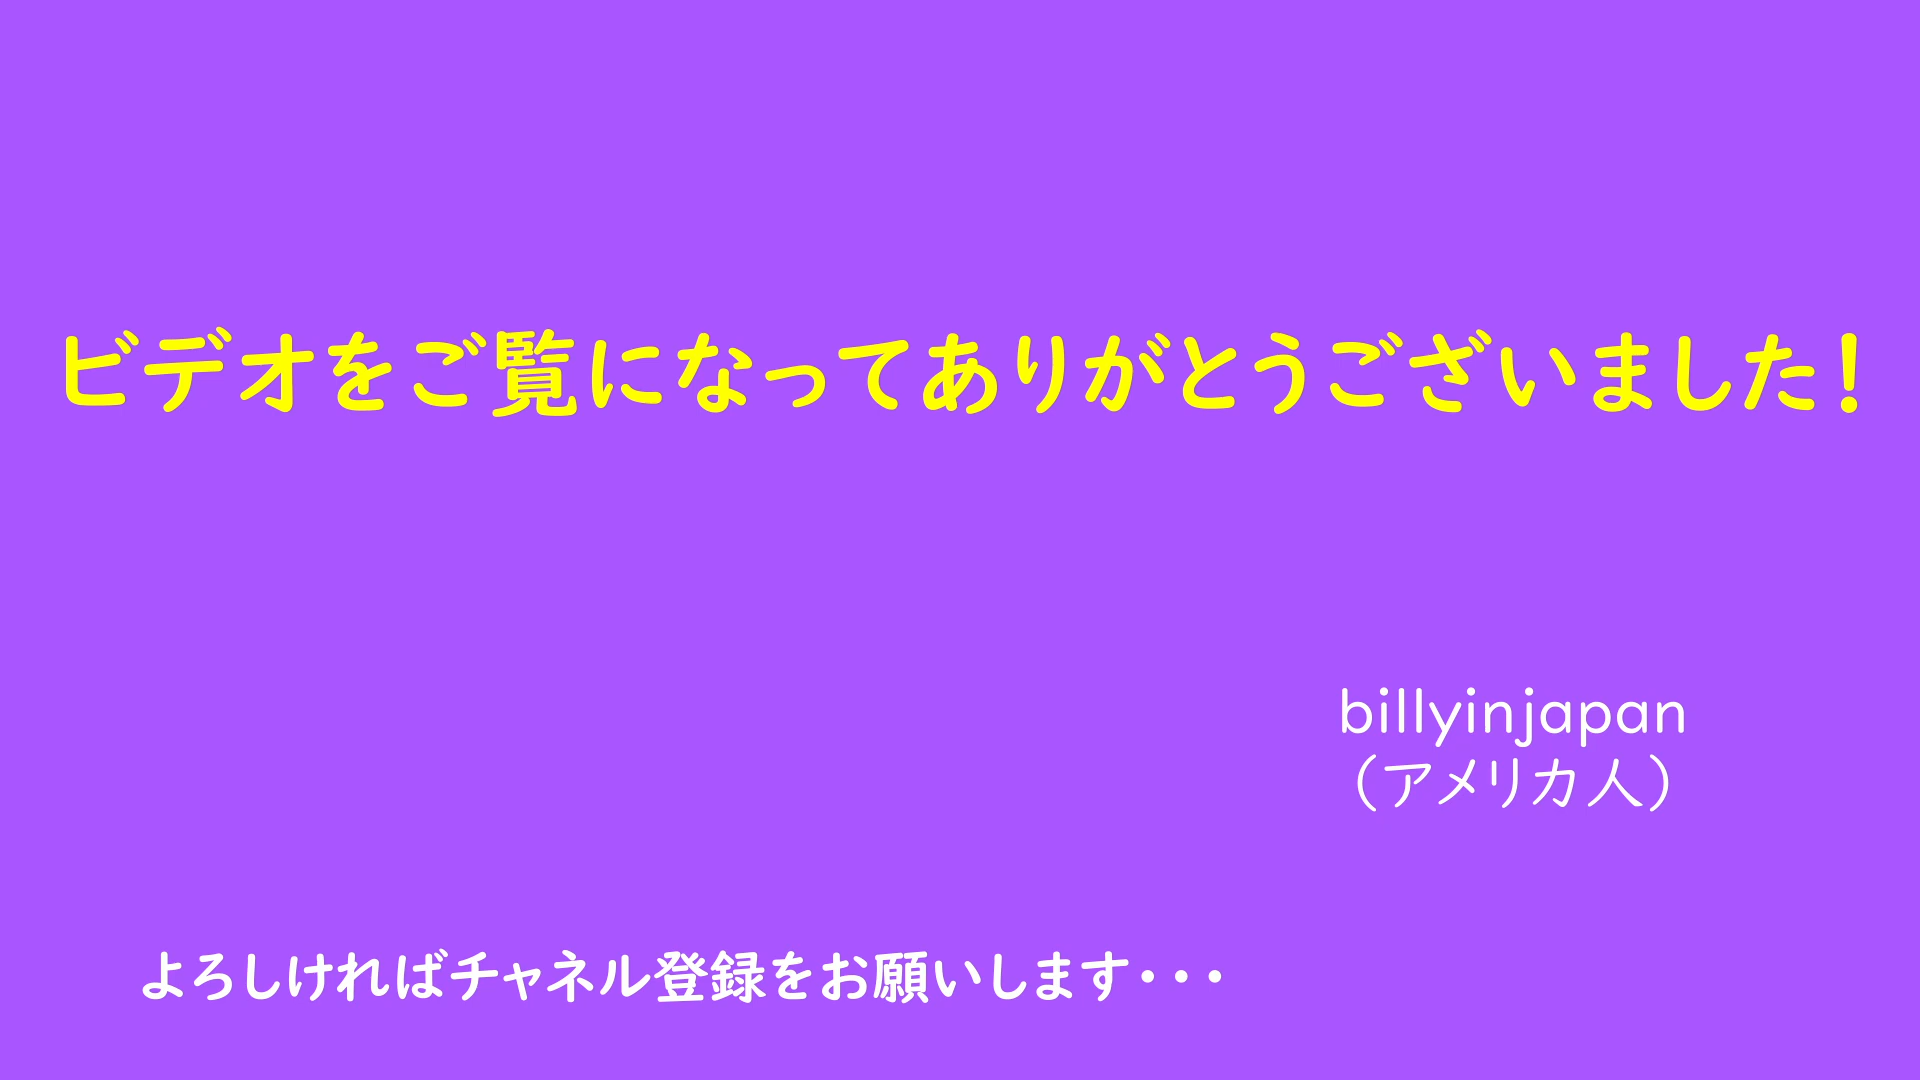 ビデオをご覧になってありがとうございました!
billyinjapan
(アメリカ人)
よろしければチャネル登録をお願いします・・・